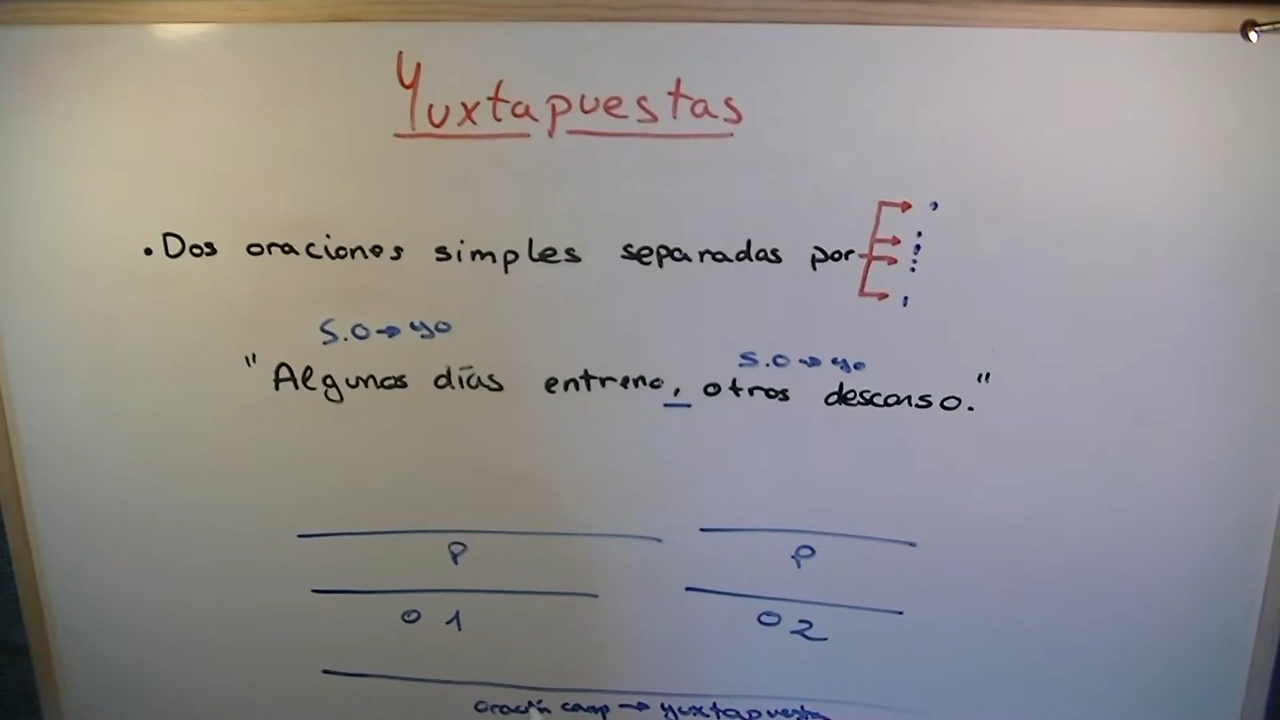 Yuxtapuestas
• Dos oraciones simples separadas por , ; : ,
S.O → yo
S.O → yo
"Algunos días entreno, otros descanso."
P P
O 1 O 2
oración comp → yuxtapuesta